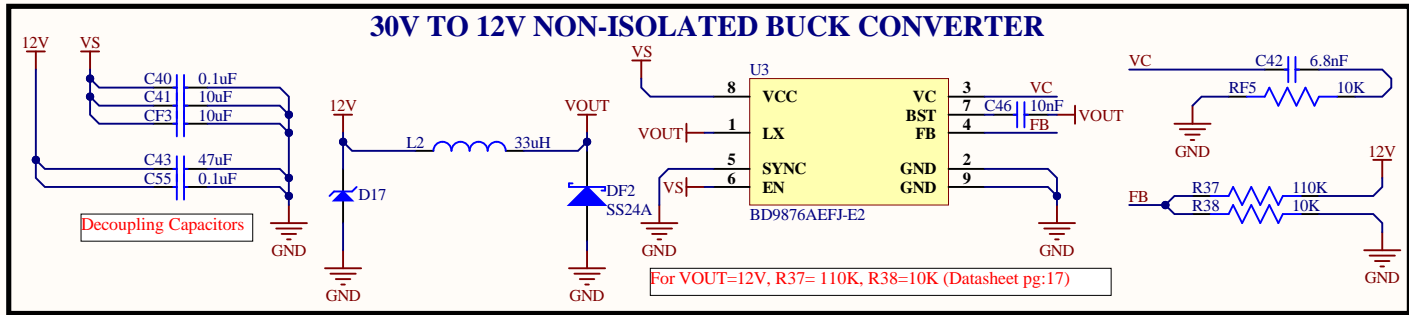 30V TO 12V NON-ISOLATED BUCK CONVERTER
12V
VS
C40 0.1uF
C41 10uF
CF3 10uF
C43 47uF
C55 0.1uF
Decoupling Capacitors
GND
12V
L2 33uH
VOUT
D17
DF2
SS24A
GND
GND
VS
U3
8 VCC
VC 3 VC
BST 7 C46 10nF VOUT
VOUT 1 LX
FB 4 FB
5 SYNC
GND 2
VS 6 EN
GND 9
BD9876AEFJ-E2
GND
GND
For VOUT=12V, R37= 110K, R38=10K (Datasheet pg:17)
VC
C42 6.8nF
RF5 10K
GND
12V
FB
R37 110K
R38 10K
GND